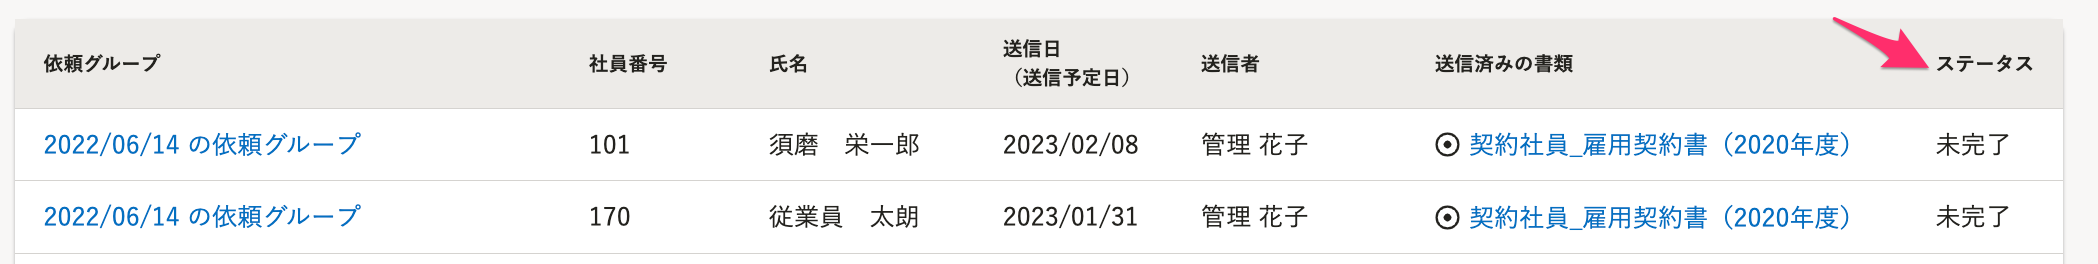 依頼グループ 社員番号 氏名 送信日 送信者 送信済みの書類 ステータス
（送信予定日）
2022/06/14 の依頼グループ 101 須磨　栄一郎 2023/02/08 管理 花子 契約社員_雇用契約書（2020年度） 未完了
2022/06/14 の依頼グループ 170 従業員　太朗 2023/01/31 管理 花子 契約社員_雇用契約書（2020年度） 未完了